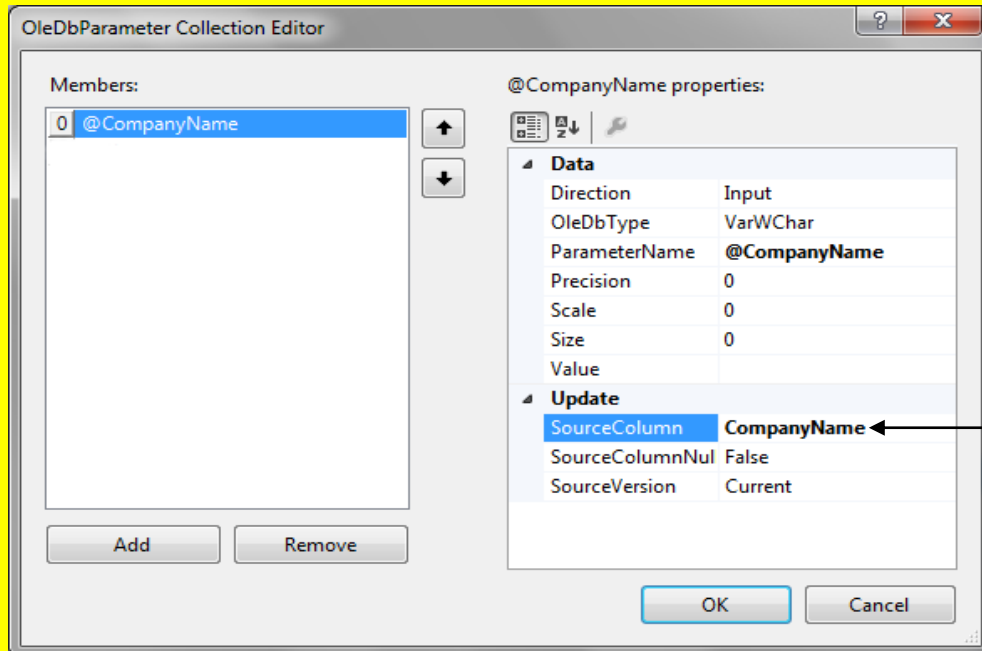 OleDbParameter Collection Editor
?
X
Members:
0 @CompanyName
Add
Remove
@CompanyName properties:
A Z
Data
Direction Input
OleDbType VarWChar
ParameterName @CompanyName
Precision 0
Scale 0
Size 0
Value
Update
SourceColumn CompanyName
SourceColumnNul False
SourceVersion Current
OK
Cancel